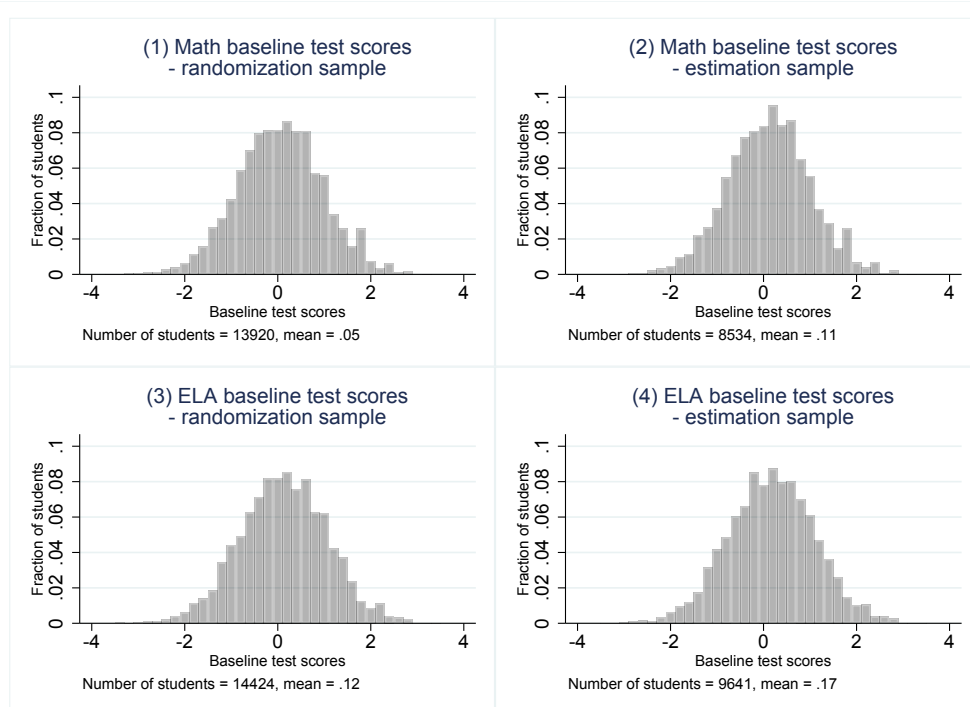 (1) Math baseline test scores
- randomization sample
Fraction of students
.1
.08
.06
.04
.02
0
-4 -2 0 2 4
Baseline test scores
Number of students = 13920, mean = .05
(2) Math baseline test scores
- estimation sample
Fraction of students
.1
.08
.06
.04
.02
0
-4 -2 0 2 4
Baseline test scores
Number of students = 8534, mean = .11
(3) ELA baseline test scores
- randomization sample
Fraction of students
.1
.08
.06
.04
.02
0
-4 -2 0 2 4
Baseline test scores
Number of students = 14424, mean = .12
(4) ELA baseline test scores
- estimation sample
Fraction of students
.1
.08
.06
.04
.02
0
-4 -2 0 2 4
Baseline test scores
Number of students = 9641, mean = .17